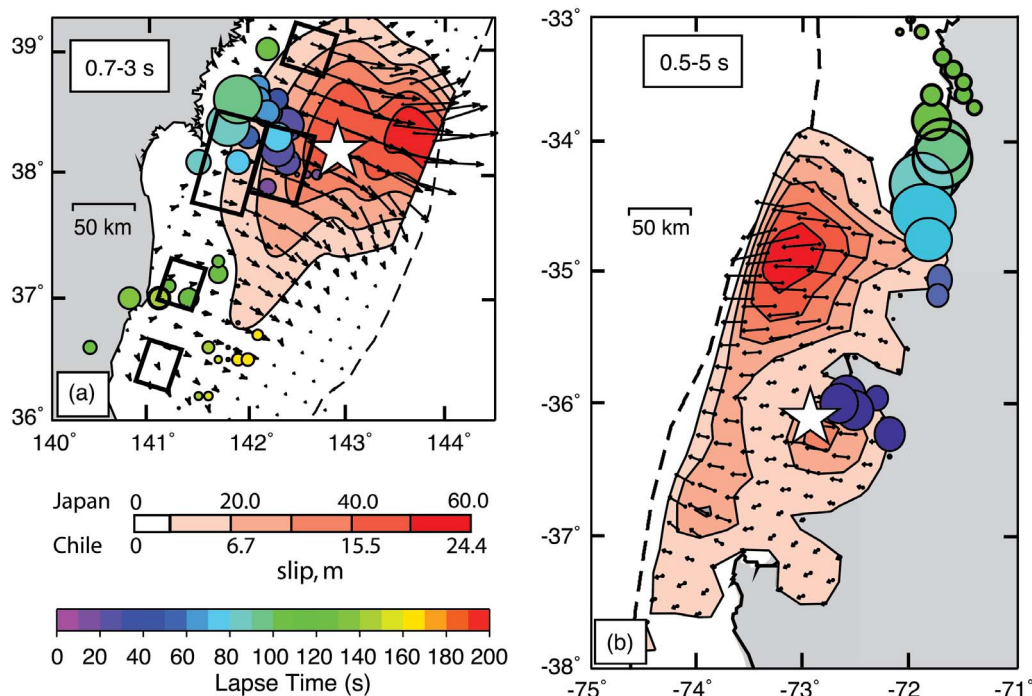 39°
38°
37°
36°
0.7-3 s
50 km
(a)
140° 141° 142° 143° 144°
Japan 0 20.0 40.0 60.0
Chile 0 6.7 15.5 24.4
slip, m
0 20 40 60 80 100 120 140 160 180 200
Lapse Time (s)
-33°
-34°
-35°
-36°
-37°
-38°
0.5-5 s
50 km
(b)
-75° -74° -73° -72° -71°